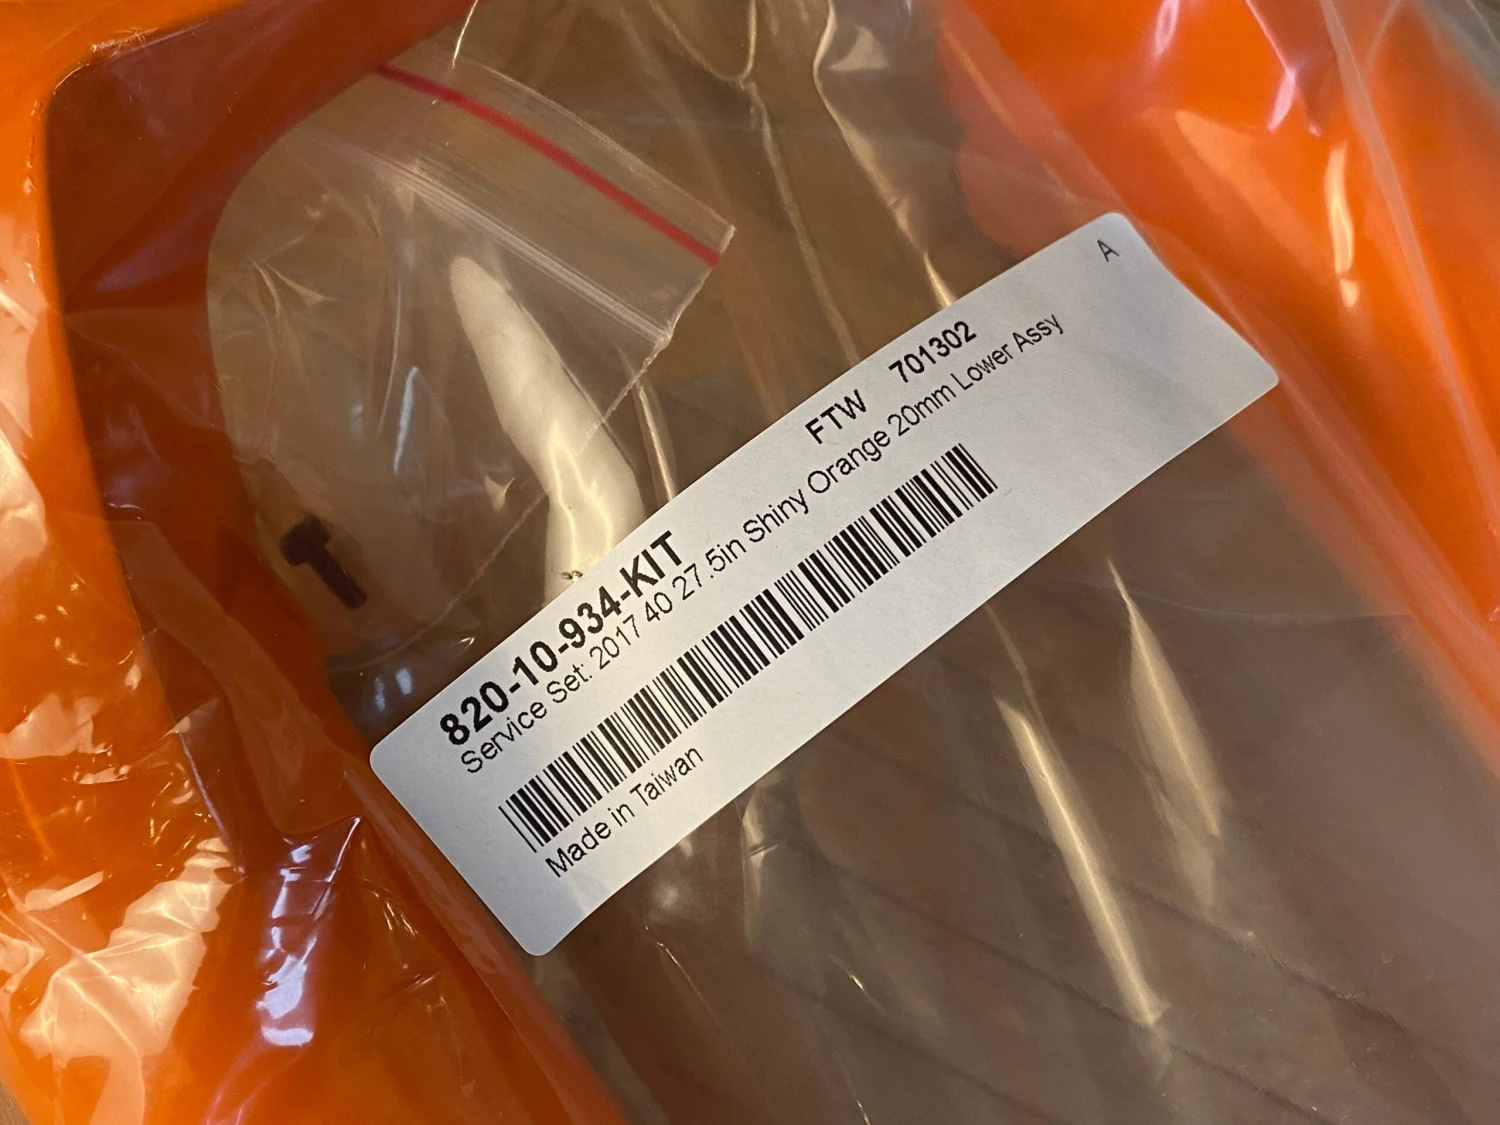 A
820-10-934-KIT FTW 701302
Service Set: 2017 40 27.5in Shiny Orange 20mm Lower Assy
Made in Taiwan